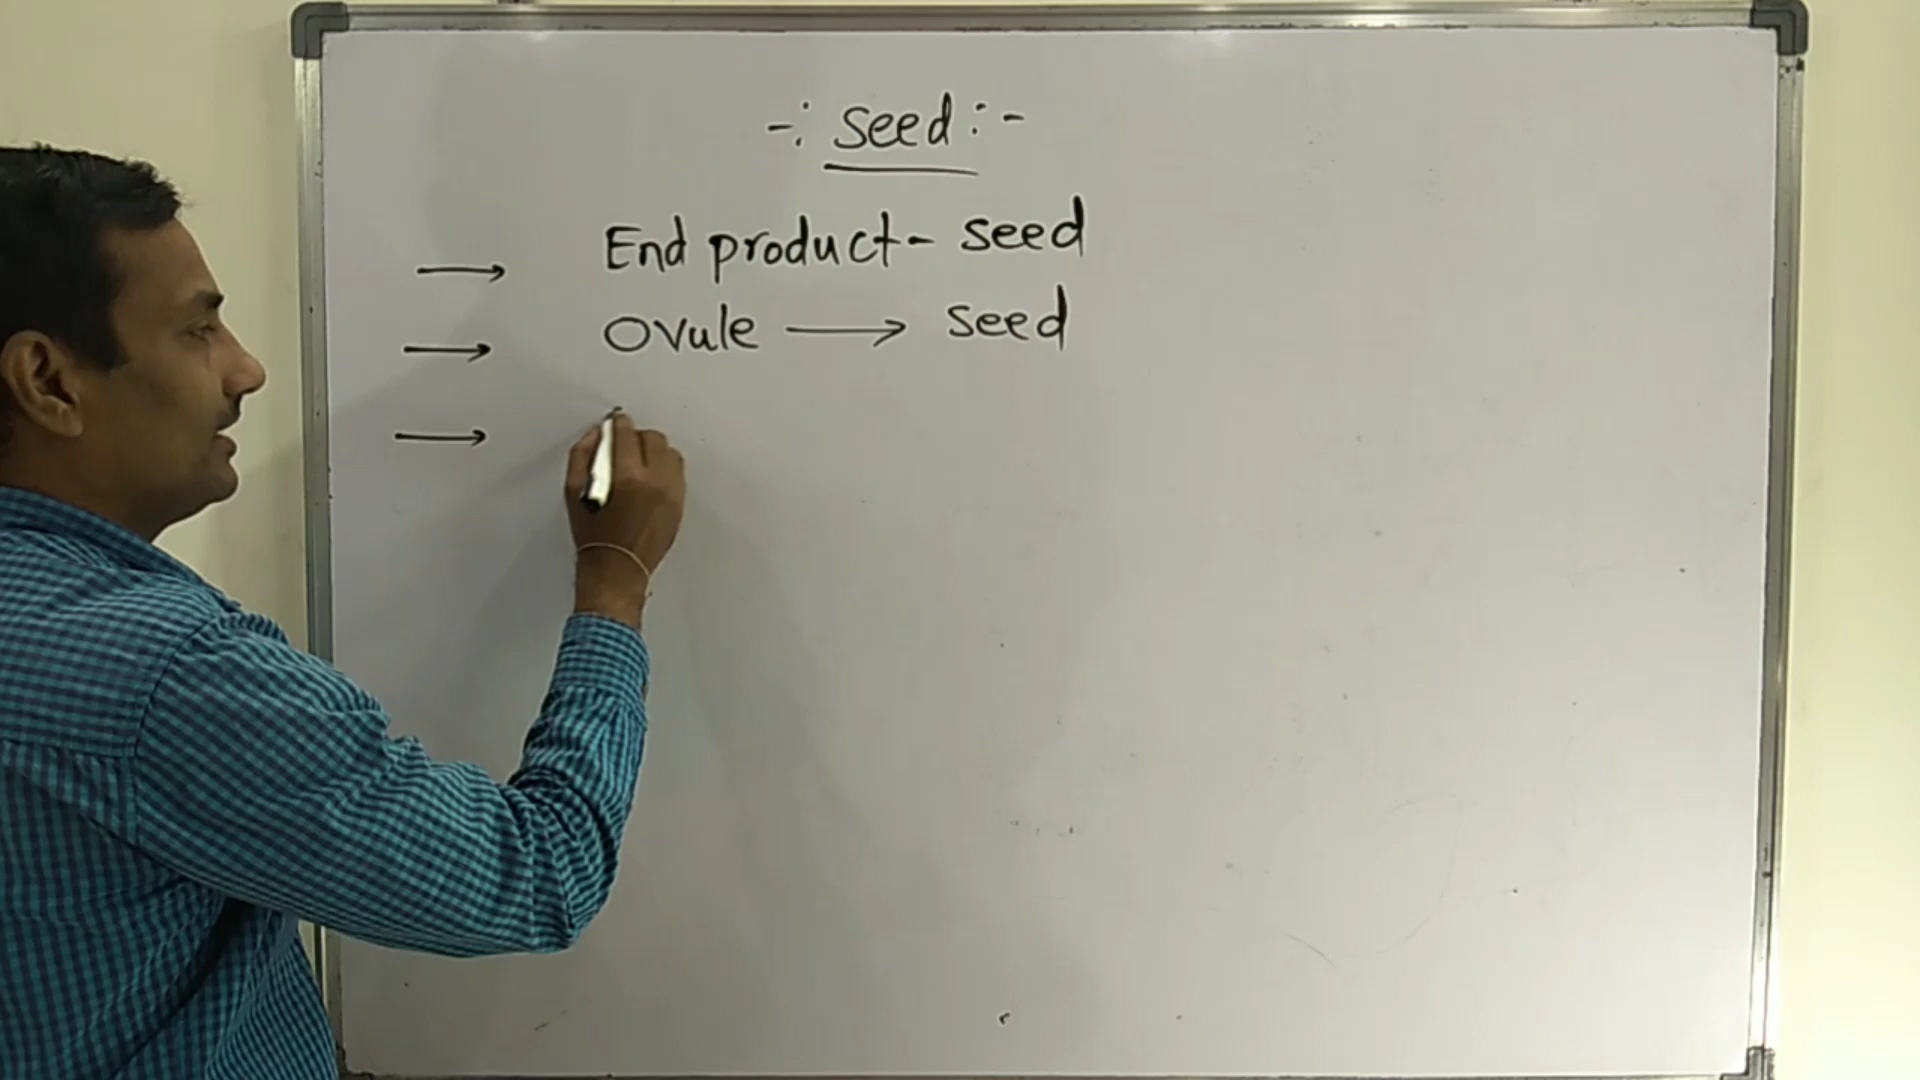 -: Seed :-
→ End product - seed
Ovule → seed
→